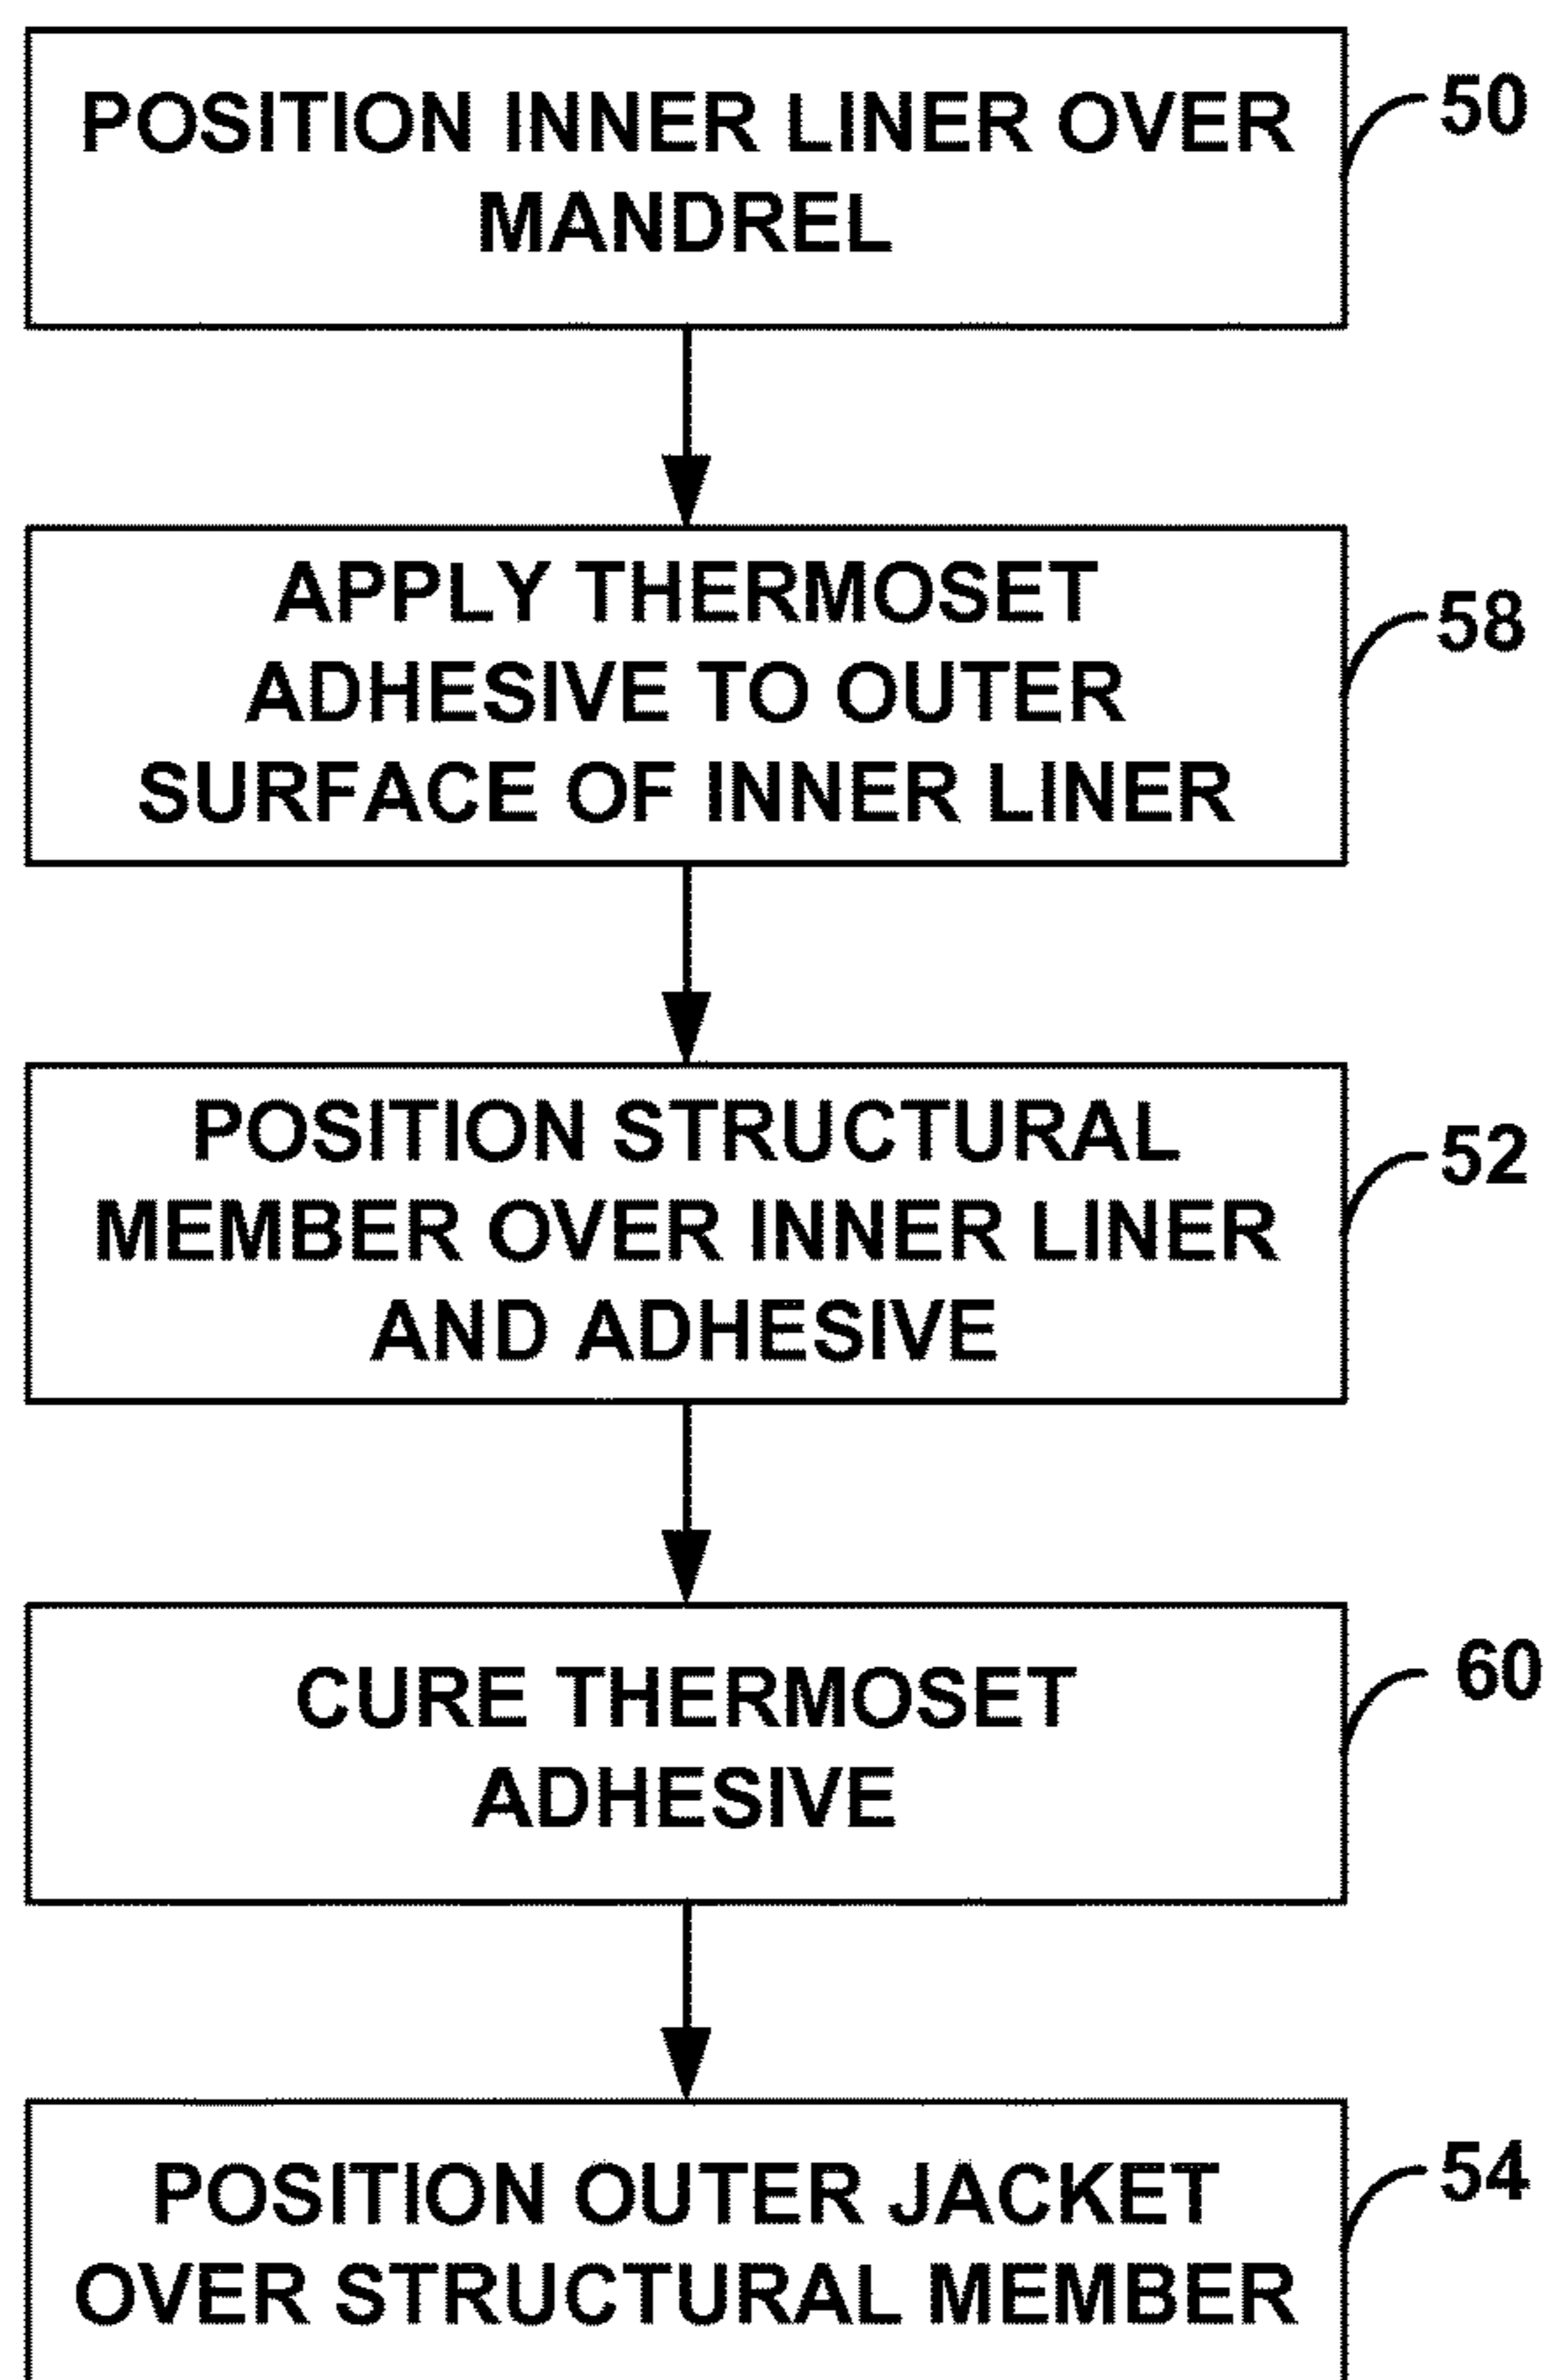 POSITION INNER LINER OVER
MANDREL
50
APPLY THERMOSET
ADHESIVE TO OUTER
SURFACE OF INNER LINER
58
POSITION STRUCTURAL
MEMBER OVER INNER LINER
AND ADHESIVE
52
CURE THERMOSET
ADHESIVE
60
POSITION OUTER JACKET
OVER STRUCTURAL MEMBER
54